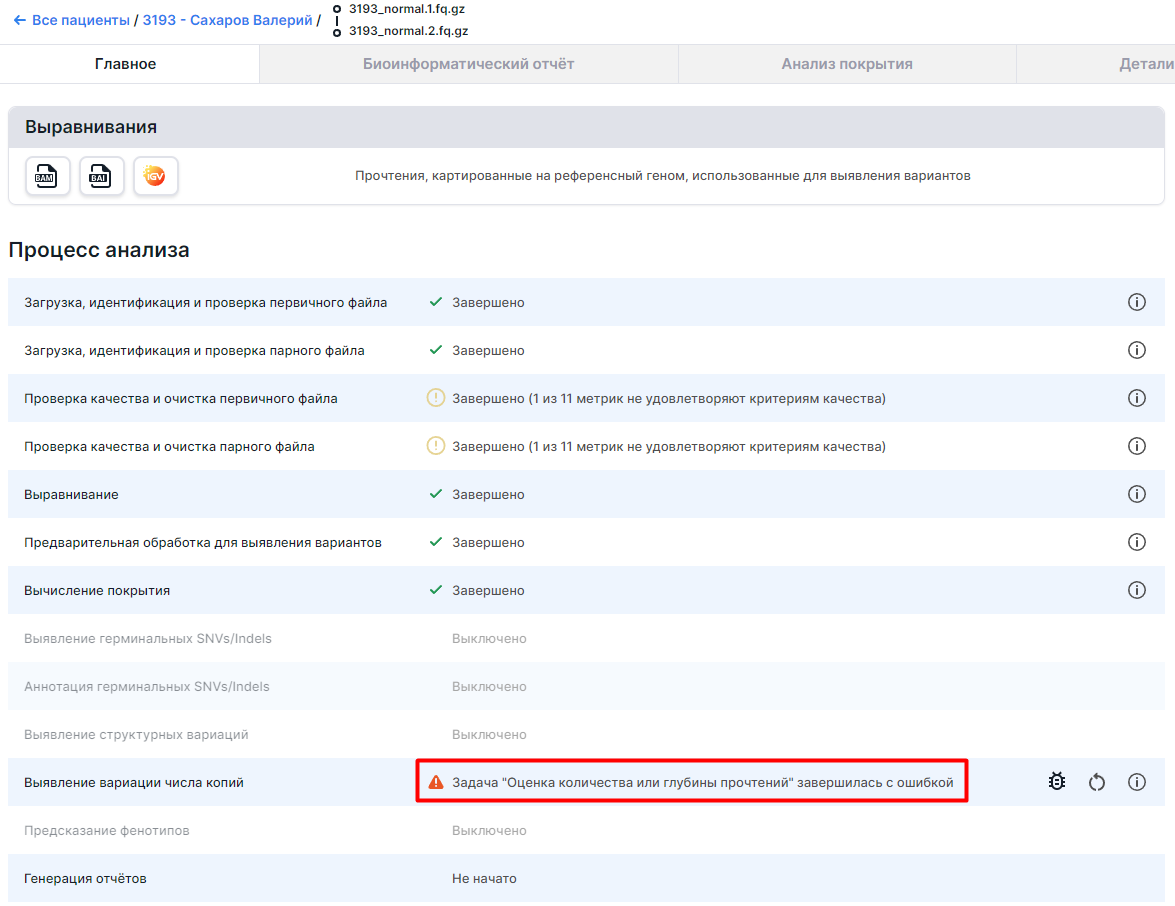 ← Все пациенты / 3193 - Сахаров Валерий /
3193_normal.1.fq.gz
3193_normal.2.fq.gz
Главное
Биоинформатический отчёт
Анализ покрытия
Детали
Выравнивания
BAM
BAI
IGV
Прочтения, картированные на референсный геном, использованные для выявления вариантов
Процесс анализа
Загрузка, идентификация и проверка первичного файла Завершено
Загрузка, идентификация и проверка парного файла Завершено
Проверка качества и очистка первичного файла Завершено (1 из 11 метрик не удовлетворяют критериям качества)
Проверка качества и очистка парного файла Завершено (1 из 11 метрик не удовлетворяют критериям качества)
Выравнивание Завершено
Предварительная обработка для выявления вариантов Завершено
Вычисление покрытия Завершено
Выявление герминальных SNVs/Indels Выключено
Аннотация герминальных SNVs/Indels Выключено
Выявление структурных вариаций Выключено
Выявление вариации числа копий Задача "Оценка количества или глубины прочтений" завершилась с ошибкой
Предсказание фенотипов Выключено
Генерация отчётов Не начато